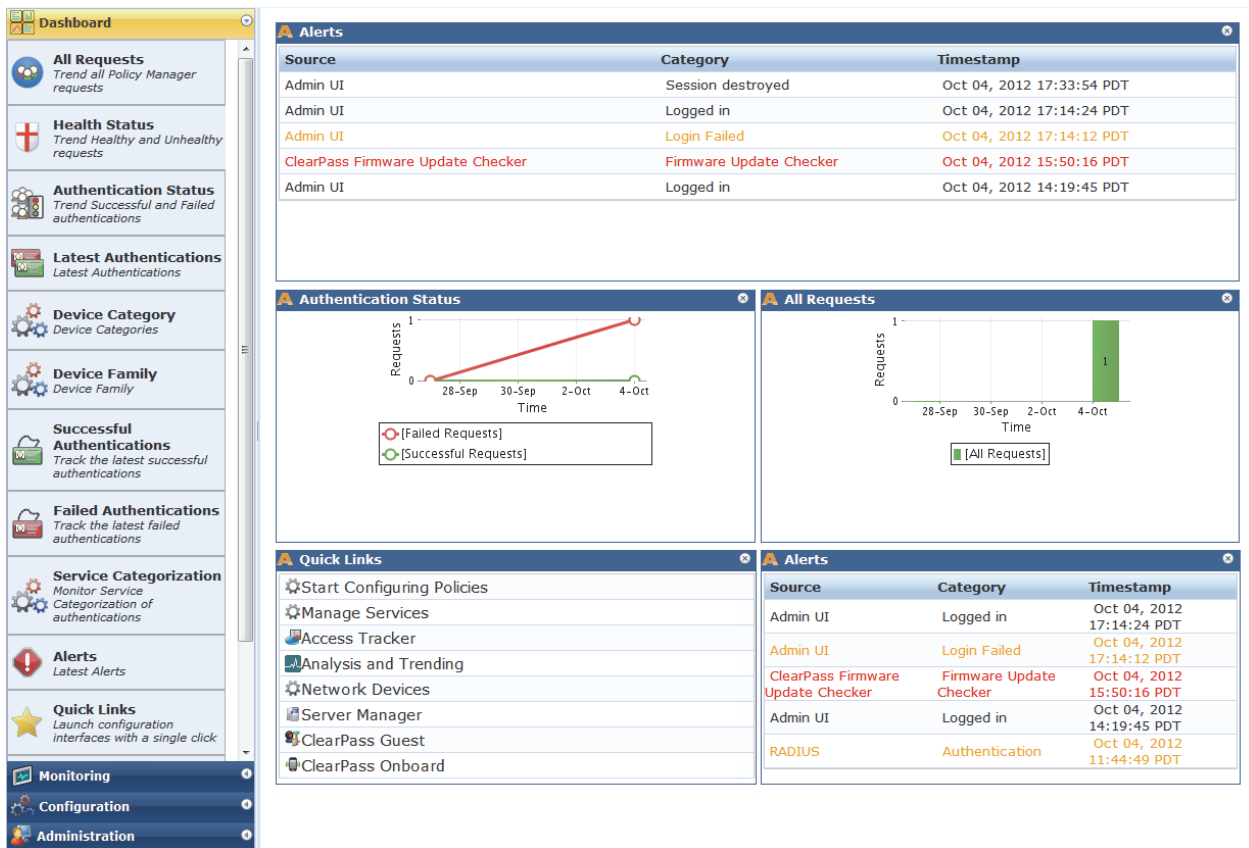 Dashboard
All Requests
Trend all Policy Manager
requests
Health Status
Trend Healthy and Unhealthy
requests
Authentication Status
Trend Successful and Failed
authentications
Latest Authentications
Latest Authentications
Device Category
Device Categories
Device Family
Device Family
Successful
Authentications
Track the latest successful
authentications
Failed Authentications
Track the latest failed
authentications
Service Categorization
Monitor Service
Categorization of
authentications
Alerts
Latest Alerts
Quick Links
Launch configuration
interfaces with a single click
Monitoring
Configuration
Administration
Alerts
Source Category Timestamp
Admin UI Session destroyed Oct 04, 2012 17:33:54 PDT
Admin UI Logged in Oct 04, 2012 17:14:24 PDT
Admin UI Login Failed Oct 04, 2012 17:14:12 PDT
ClearPass Firmware Update Checker Firmware Update Checker Oct 04, 2012 15:50:16 PDT
Admin UI Logged in Oct 04, 2012 14:19:45 PDT
Authentication Status
1
Requests
0
28-Sep 30-Sep 2-Oct 4-Oct
Time
[Failed Requests]
[Successful Requests]
All Requests
1
Requests
1
0
28-Sep 30-Sep 2-Oct 4-Oct
Time
[All Requests]
Quick Links
Start Configuring Policies
Manage Services
Access Tracker
Analysis and Trending
Network Devices
Server Manager
ClearPass Guest
ClearPass Onboard
Alerts
Source Category Timestamp
Admin UI Logged in Oct 04, 2012
17:14:24 PDT
Admin UI Login Failed Oct 04, 2012
17:14:12 PDT
ClearPass Firmware Firmware Update Oct 04, 2012
Update Checker Checker 15:50:16 PDT
Admin UI Logged in Oct 04, 2012
14:19:45 PDT
RADIUS Authentication Oct 04, 2012
11:44:49 PDT